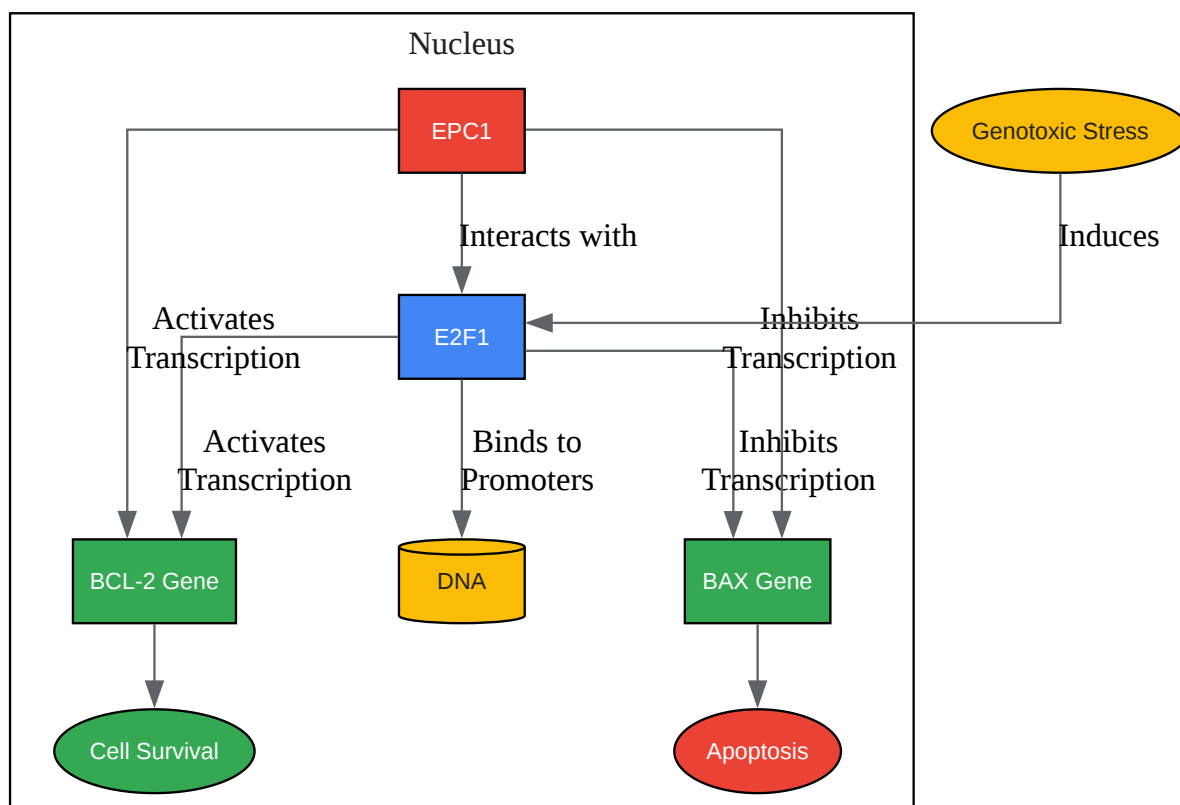 Nucleus
EPC1
Genotoxic Stress
Interacts with
Induces
Activates
Transcription
E2F1
Inhibits
Transcription
Activates
Transcription
Binds to
Promoters
Inhibits
Transcription
BCL-2 Gene
DNA
BAX Gene
Cell Survival
Apoptosis